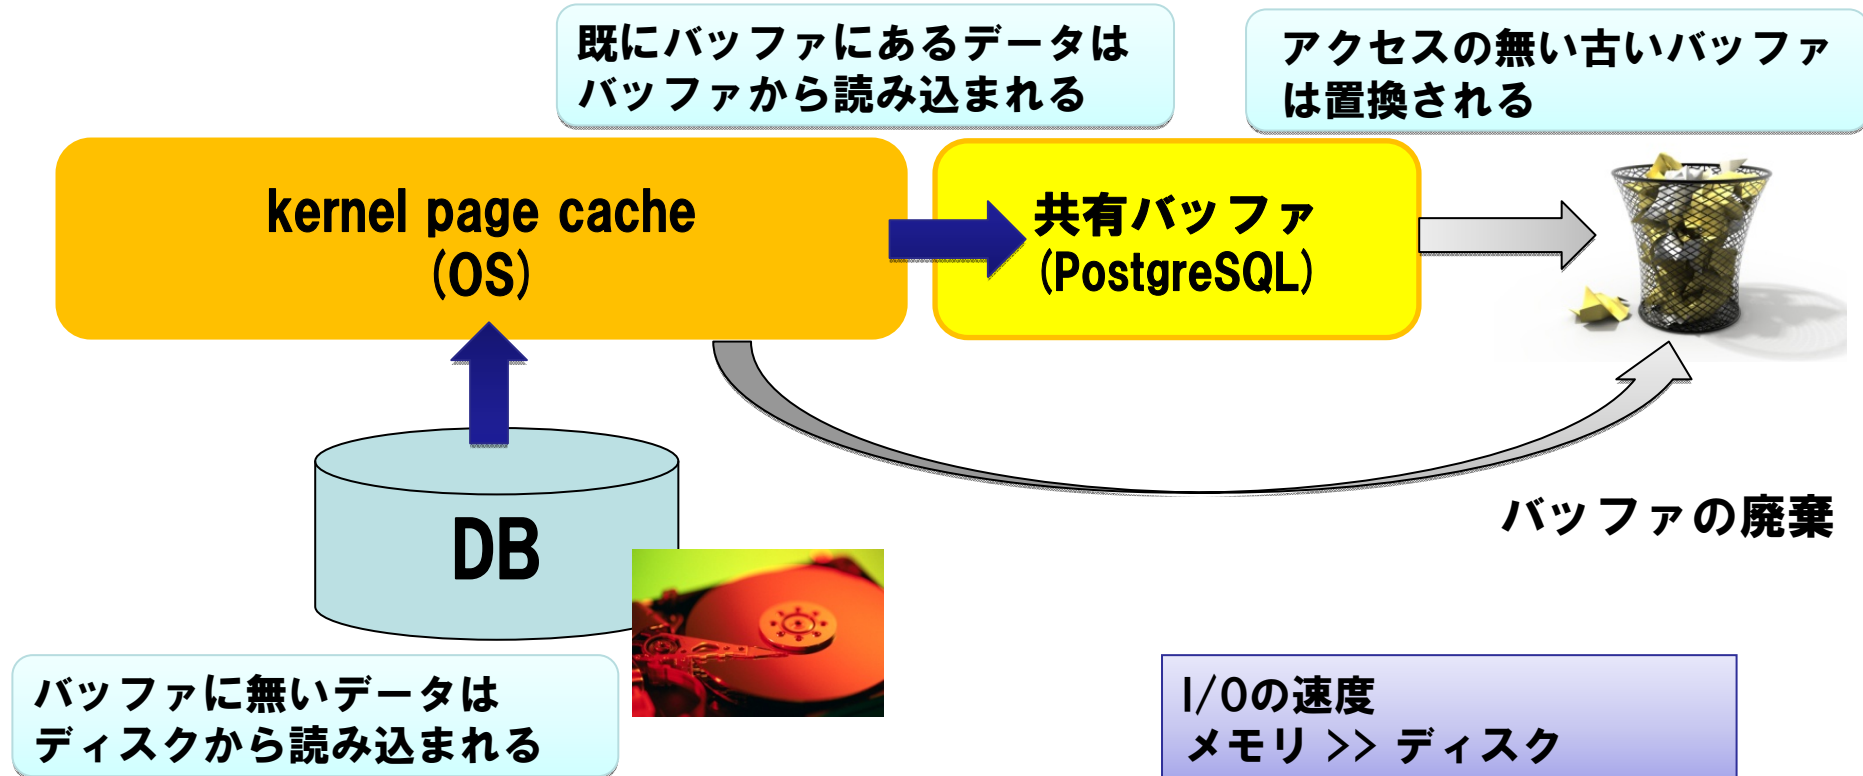 既にバッファにあるデータは
バッファから読み込まれる
アクセスの無い古いバッファ
は置換される
kernel page cache
(OS)
共有バッファ
(PostgreSQL)
DB
バッファの廃棄
バッファに無いデータは
ディスクから読み込まれる
I/Oの速度
メモリ >> ディスク